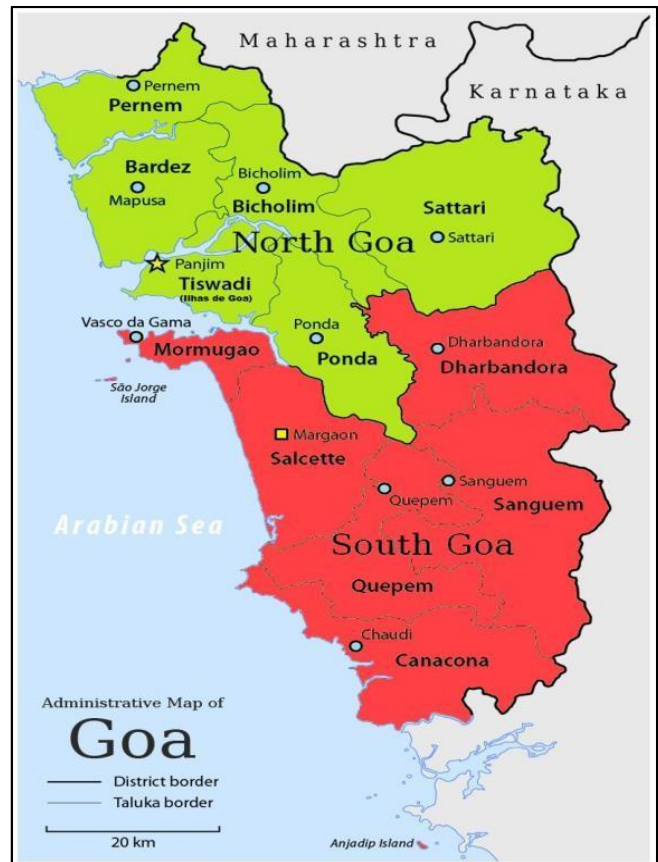 Maharashtra
Karnataka
Pernem
Pernem
Bardez
Mapusa
Bicholim
Bicholim
Sattari
Sattari
North Goa
Panjim
Tiswadi
(Ilhas de Goa)
Vasco da Gama
Mormugao
Ponda
Ponda
Dharbandora
Dharbandora
São Jorge
Island
Margaon
Salcette
Sanguem
Quepem
Sanguem
Arabian Sea
South Goa
Quepem
Chaudi
Canacona
Administrative Map of
Goa
District border
Taluka border
20 km
Anjadip Island